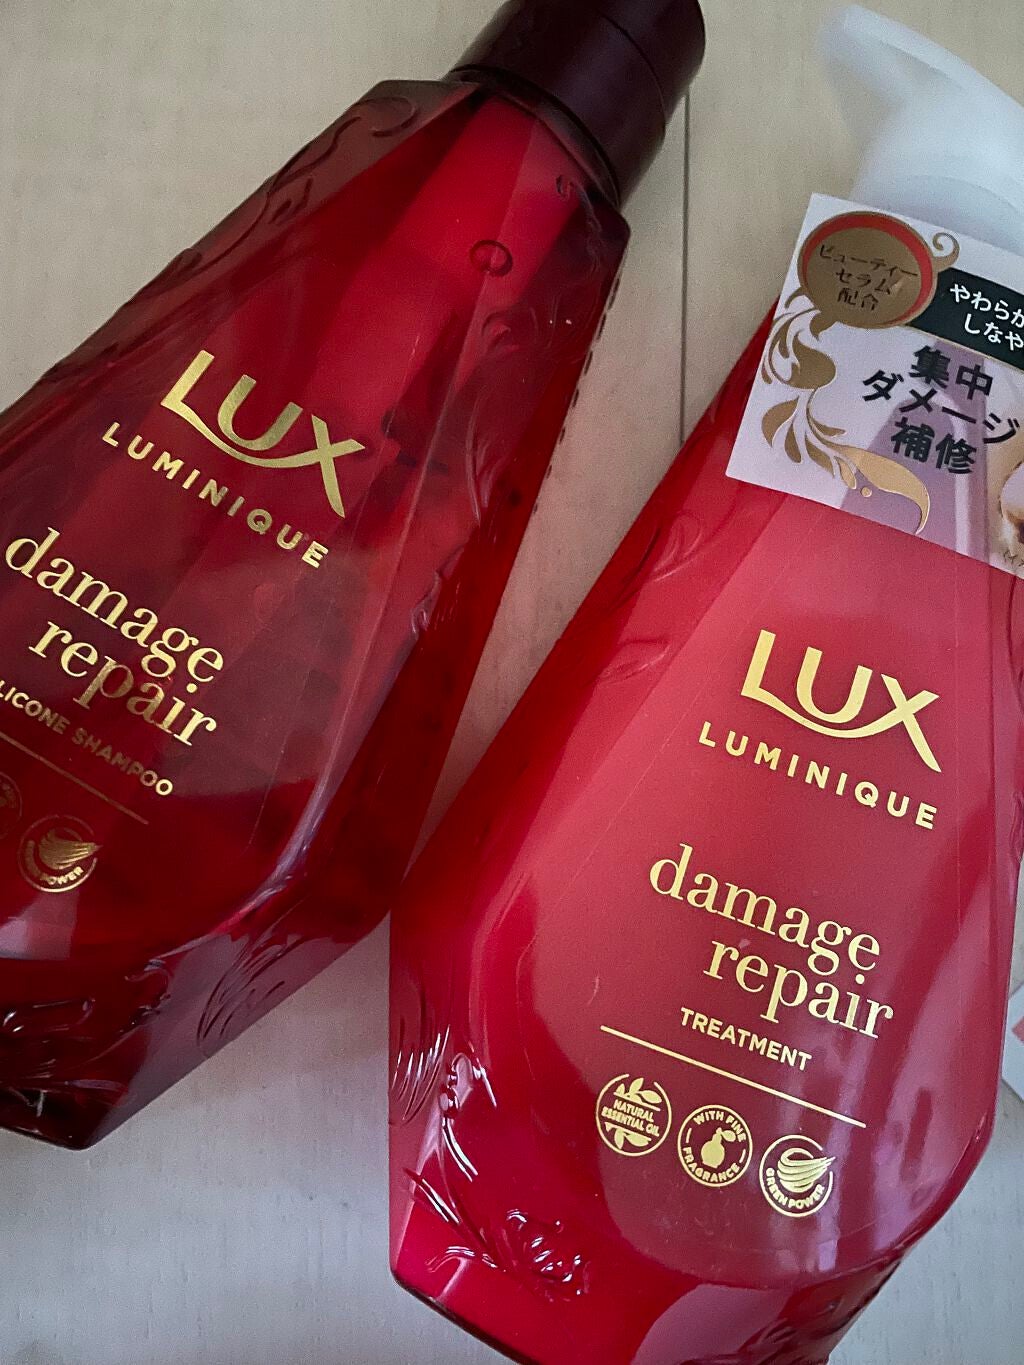 LUX
LUMINIQUE
damage
repair
LICONE SHAMPOO
GREEN POWER
ビューティー
セラム
配合
やわらか
しなや
集中
ダメージ
補修
LUX
LUMINIQUE
damage
repair
TREATMENT
NATURAL
ESSENTIAL OIL
WITH FINE
FRAGRANCE
GREEN POWER